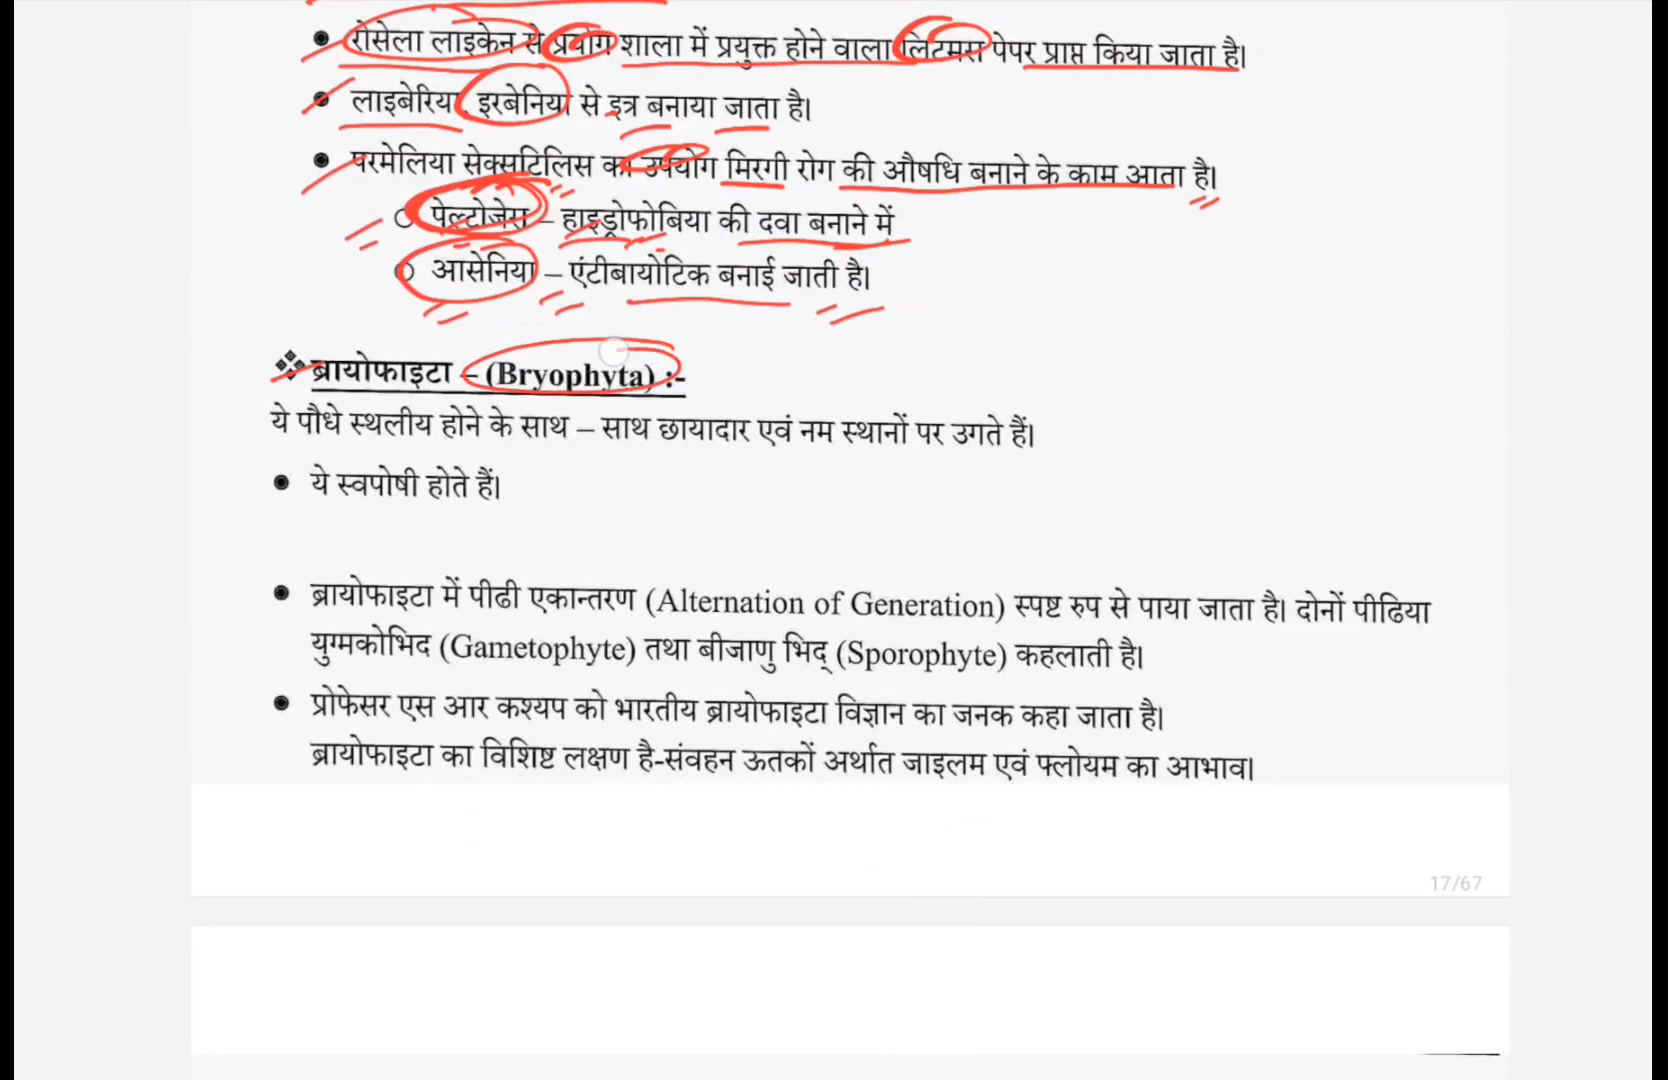 रोसेला लाइकेन से प्रयोग शाला में प्रयुक्त होने वाला लिटमस पेपर प्राप्त किया जाता है।
लाइबेरिया, इरबेनिया से इत्र बनाया जाता है।
परमेलिया सेक्सटिलिस का उपयोग मिरगी रोग की औषधि बनाने के काम आता है।
पेल्टोजेरा – हाइड्रोफोबिया की दवा बनाने में
आसेनिया – एंटीबायोटिक बनाई जाती है।
ब्रायोफाइटा – (Bryophyta) :-
ये पौधे स्थलीय होने के साथ – साथ छायादार एवं नम स्थानों पर उगते हैं।
ये स्वपोषी होते हैं।
ब्रायोफाइटा में पीढी एकान्तरण (Alternation of Generation) स्पष्ट रुप से पाया जाता है। दोनों पीढिया
युग्मकोभिद (Gametophyte) तथा बीजाणु भिद् (Sporophyte) कहलाती है।
प्रोफेसर एस आर कश्यप को भारतीय ब्रायोफाइटा विज्ञान का जनक कहा जाता है।
ब्रायोफाइटा का विशिष्ट लक्षण है-संवहन ऊतकों अर्थात जाइलम एवं फ्लोयम का आभाव।
17/67